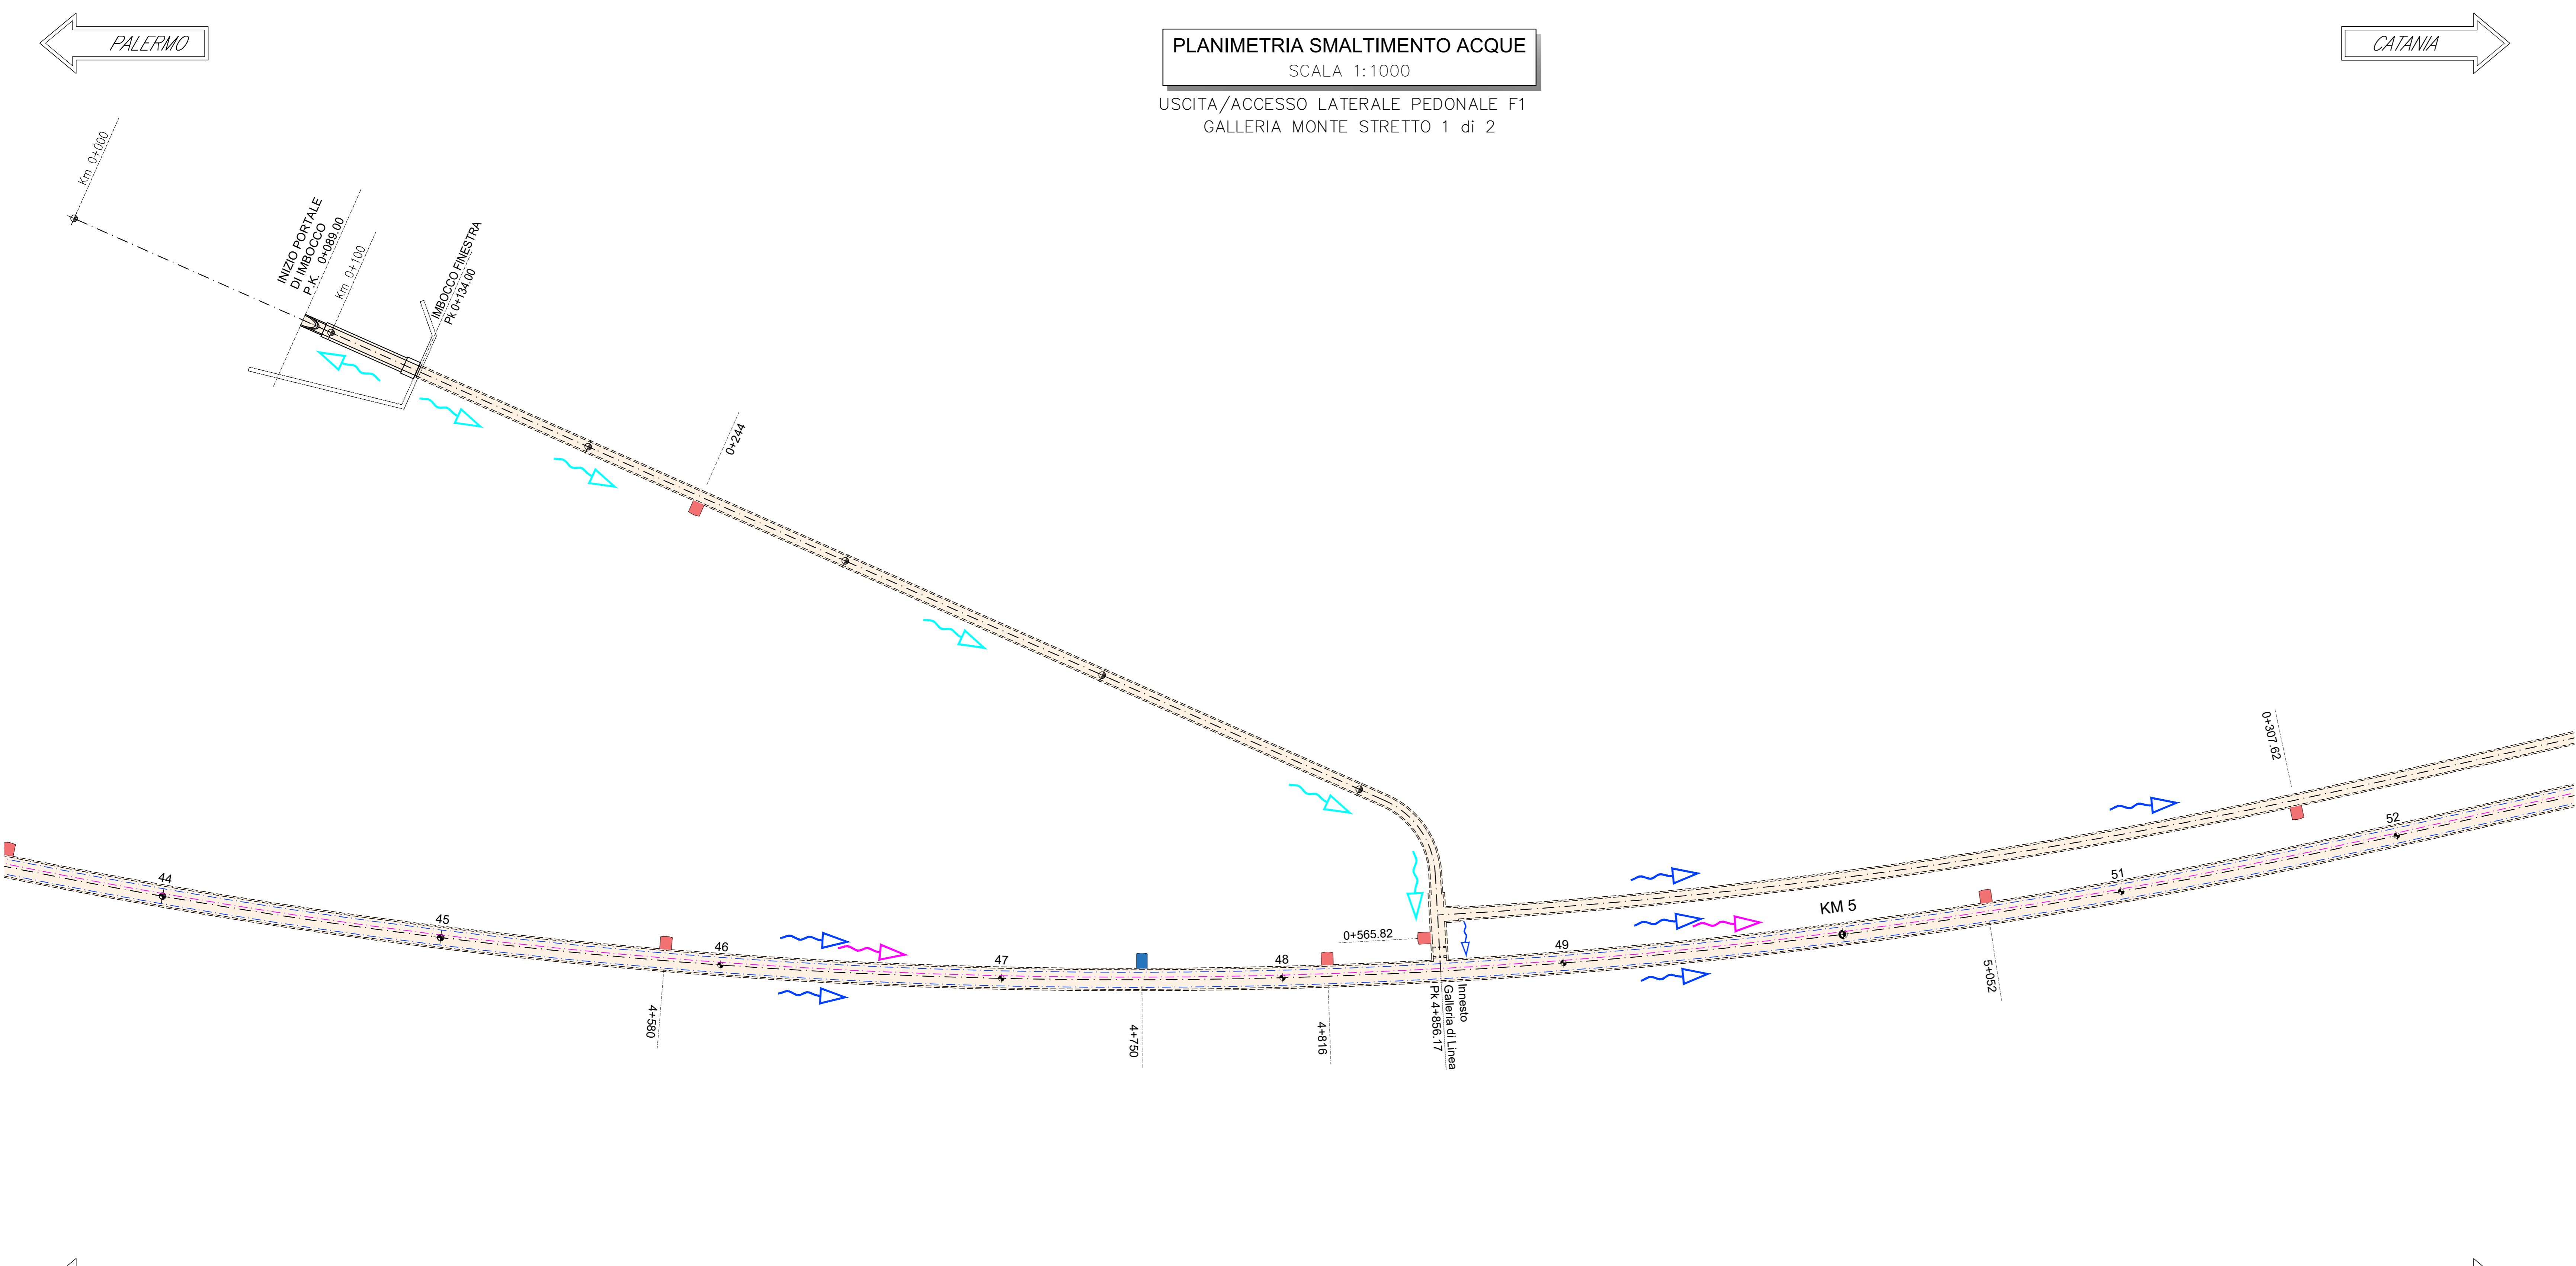 PALERMO
PLANIMETRIA SMALTIMENTO ACQUE
SCALA 1:1000
CATANIA
USCITA/ACCESSO LATERALE PEDONALE F1
GALLERIA MONTE STRETTO 1 di 2
Km 0+000
INIZIO PORTALE
DI IMBOCCO
P.K. 0+089.00
Km 0+100
IMBOCCO FINESTRA
Pk 0+134.00
0+244
0+307.62
44
45
46
47
48
49
KM 5
51
52
0+565.82
4+580
4+750
4+816
Innesto
Galleria di Linea
Pk 4+856.17
5+052